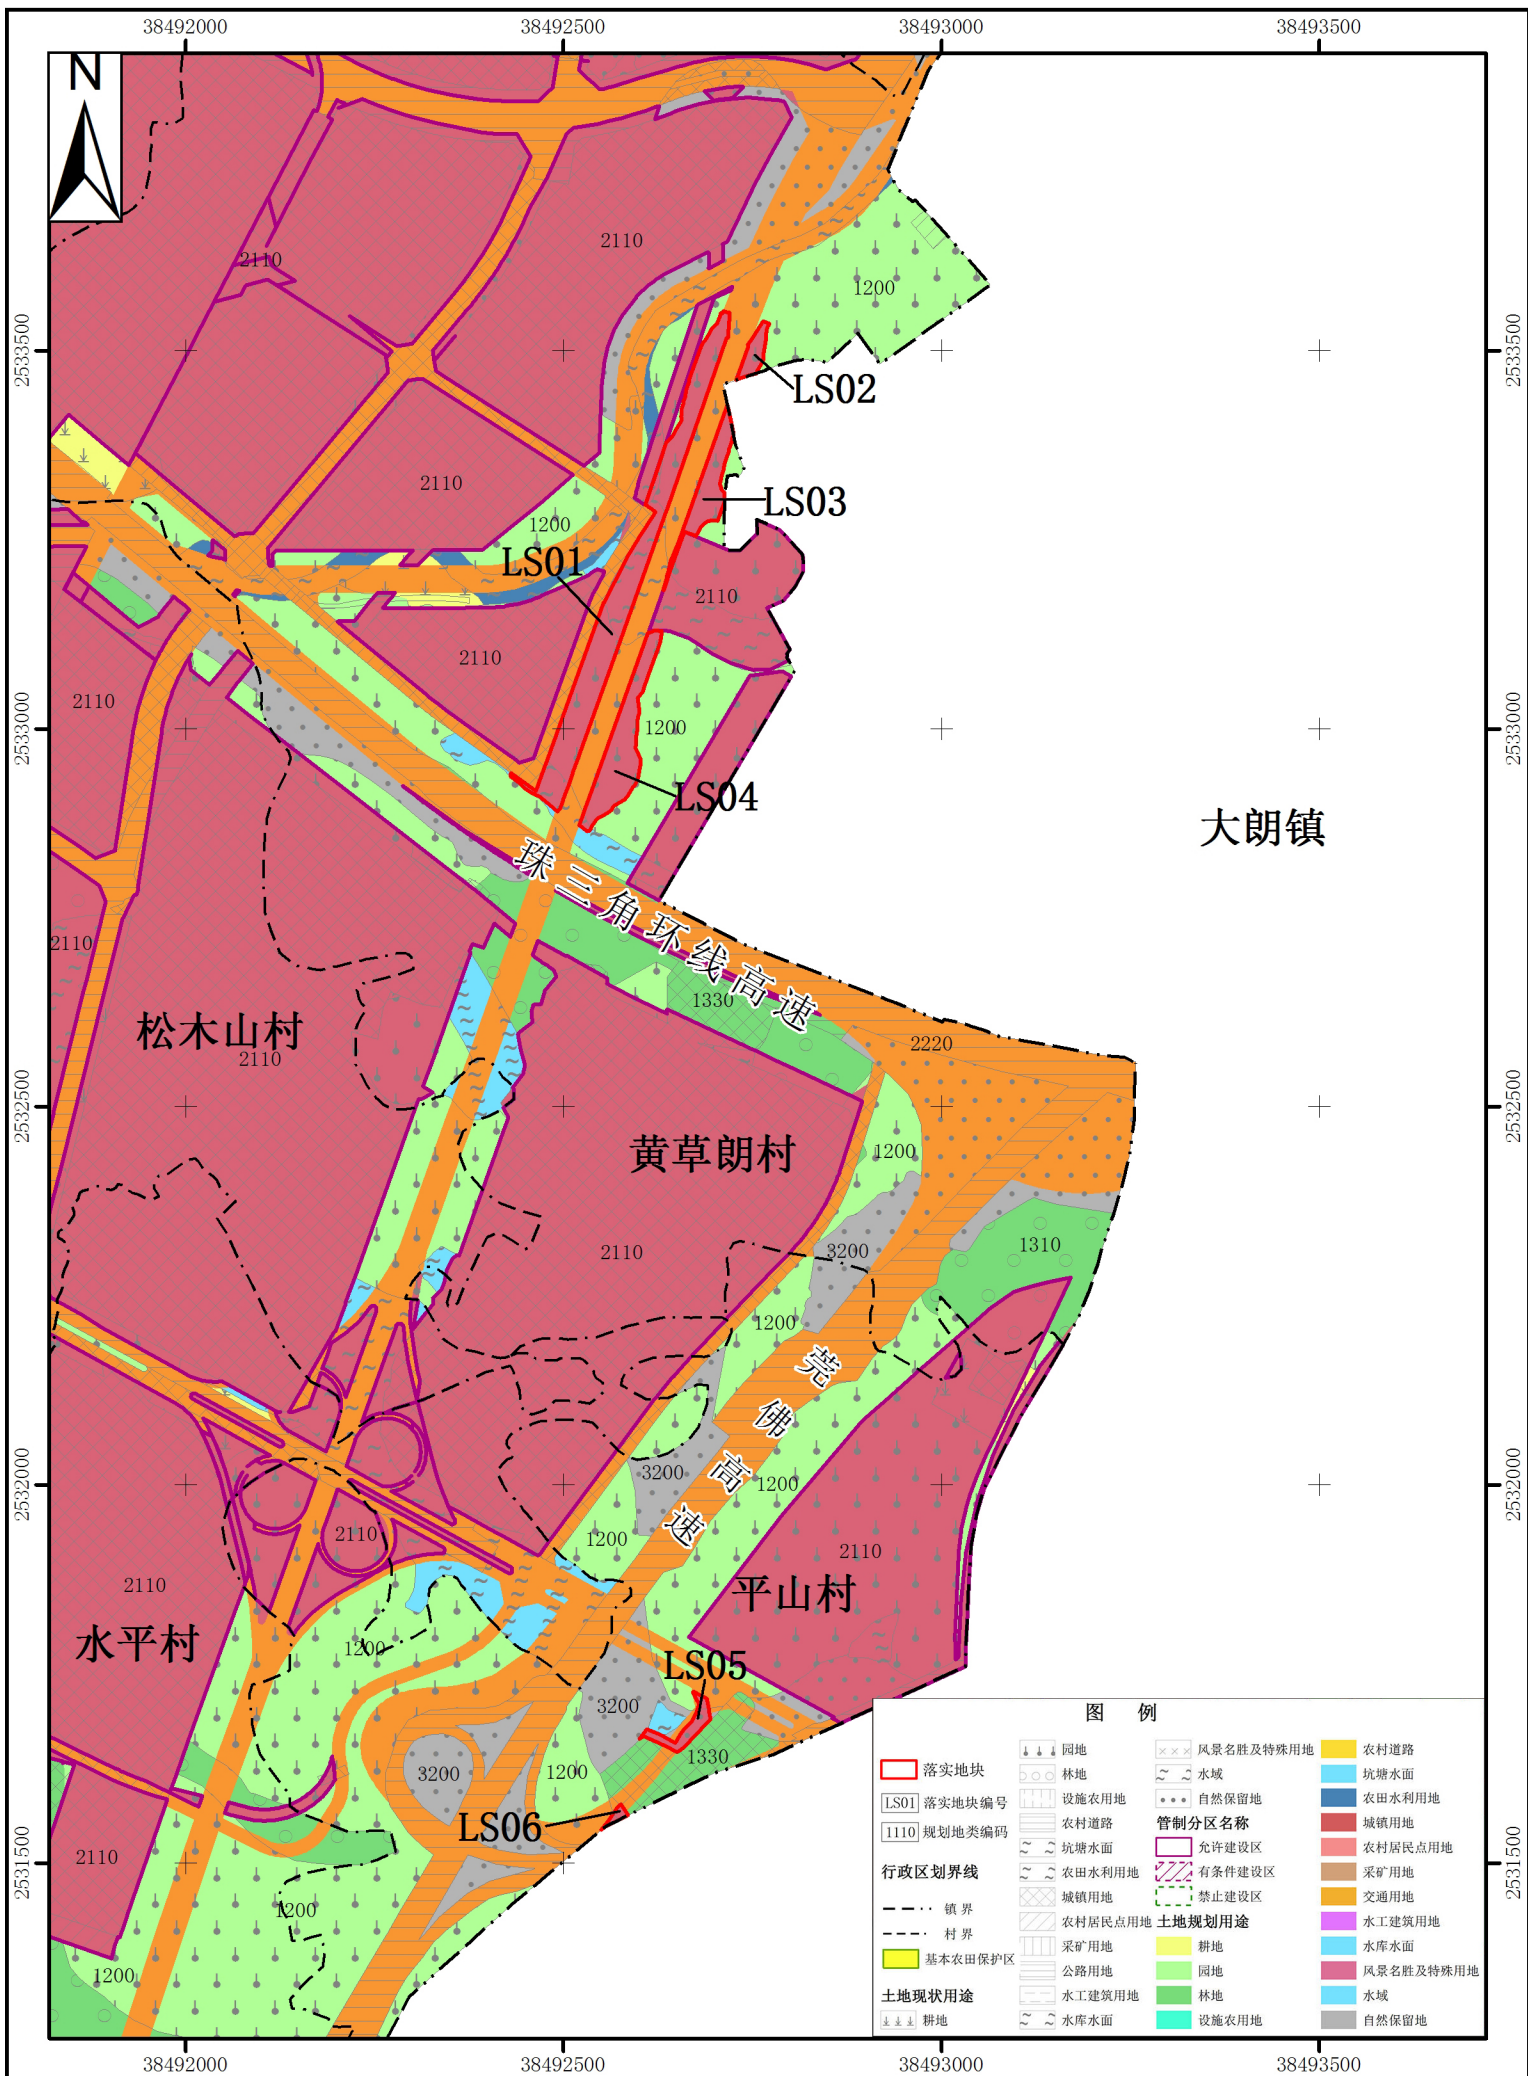 38492000
38492500
38493000
38493500
N
2110
2110
1200
2533500
2533500
LS02
2110
LS03
1200
LS01
2110
2110
2110
1200
2533000
2533000
LS04
大朗镇
珠三角环线高速
2110
1330
松木山村
2110
2220
2532500
2532500
黄草朗村
1200
2110
3200
1310
1200
莞佛高速
3200
1200
2532000
2532000
2110
1200
2110
2110
平山村
水平村
1200
LS05
3200
1330
3200
1200
LS06
2110
2531500
2531500
1200
1200
图 例
落实地块
LS01 落实地块编号
1110 规划地类编码
行政区划界线
镇 界
村 界
基本农田保护区
土地现状用途
耕地
园地
林地
设施农用地
农村道路
坑塘水面
农田水利用地
城镇用地
农村居民点用地
采矿用地
公路用地
水工建筑用地
水库水面
风景名胜及特殊用地
水域
自然保留地
管制分区名称
允许建设区
有条件建设区
禁止建设区
土地规划用途
耕地
园地
林地
设施农用地
农村道路
坑塘水面
农田水利用地
城镇用地
农村居民点用地
采矿用地
交通用地
水工建筑用地
水库水面
风景名胜及特殊用地
水域
自然保留地
38492000
38492500
38493000
38493500